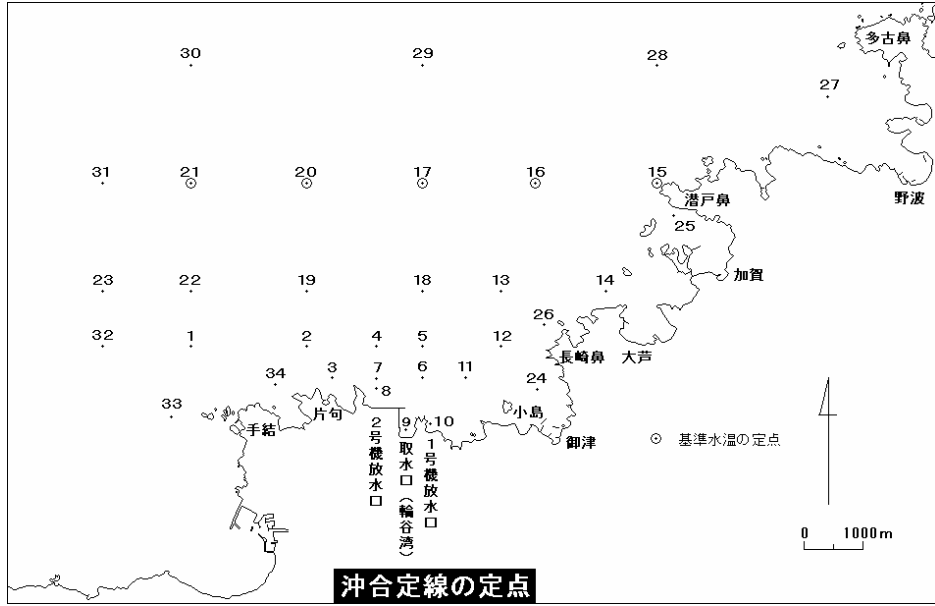 多古鼻
30
29
28
27
31
21
20
17
16
15
潜戸鼻
野波
25
加賀
23
22
19
18
13
14
26
32
1
2
4
5
12
長崎鼻
大芦
34
3
7
6
11
24
8
33
手結
片句
9
10
小島
御津
2号機放水口
取水口(輪谷湾)
1号機放水口
基準水温の定点
0 1000m
沖合定線の定点